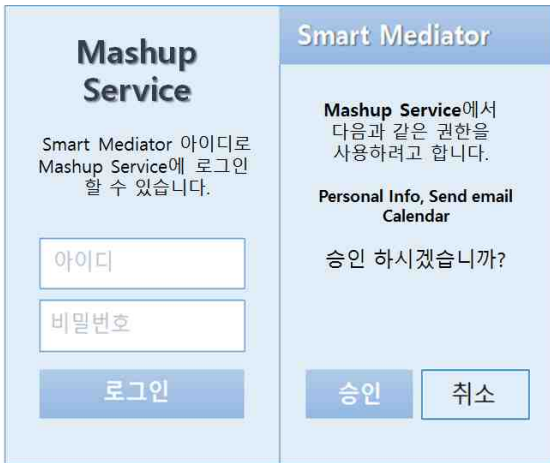 Mashup
Service
Smart Mediator 아이디로
Mashup Service에 로그인
할 수 있습니다.
아이디
비밀번호
로그인
Smart Mediator
Mashup Service에서
다음과 같은 권한을
사용하려고 합니다.
Personal Info, Send email
Calendar
승인 하시겠습니까?
승인
취소